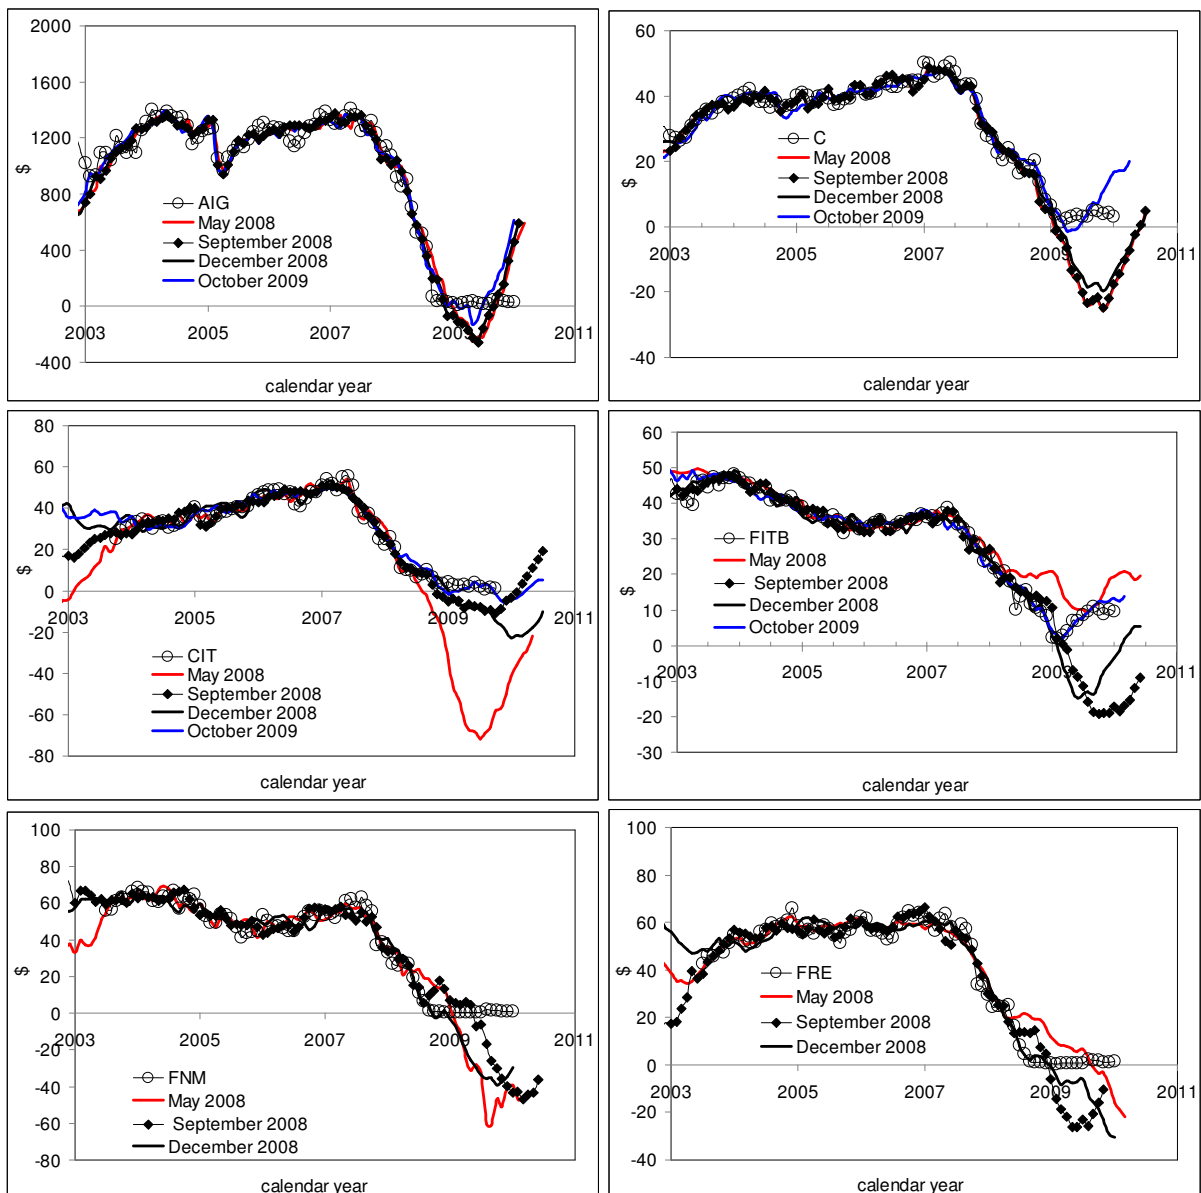 2000
1600
1200
800
400
0
-400
$
2003
2005
2007
2009
2011
AIG
May 2008
September 2008
December 2008
October 2009
calendar year
60
40
20
0
-20
-40
$
2003
2005
2007
2009
2011
C
May 2008
September 2008
December 2008
October 2009
calendar year
80
60
40
20
0
-20
-40
-60
-80
$
2003
2005
2007
2009
2011
CIT
May 2008
September 2008
December 2008
October 2009
calendar year
60
50
40
30
20
10
0
-10
-20
-30
$
2003
2005
2007
2009
2011
FITB
May 2008
September 2008
December 2008
October 2009
calendar year
100
80
60
40
20
0
-20
-40
-60
-80
$
2003
2005
2007
2009
2011
FNM
May 2008
September 2008
December 2008
calendar year
100
80
60
40
20
0
-20
-40
$
2003
2005
2007
2009
2011
FRE
May 2008
September 2008
December 2008
calendar year